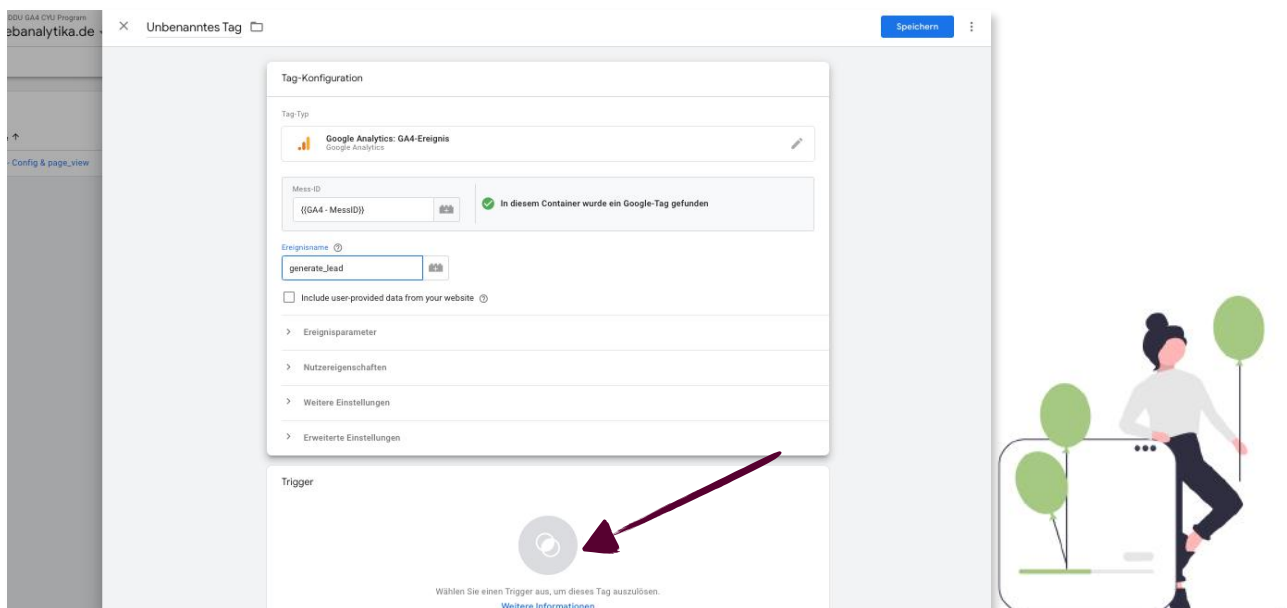 DDU GA4 CYU Program
ebanalytika.de
Unbenanntes Tag
Speichern
Tag-Konfiguration
Tag-Typ
Google Analytics: GA4-Ereignis
Google Analytics
- Config & page_view
Mess-ID
{{GA4 - MessID}}
In diesem Container wurde ein Google-Tag gefunden
Ereignisname
generate_lead
Include user-provided data from your website
Ereignisparameter
Nutzereigenschaften
Weitere Einstellungen
Erweiterte Einstellungen
Trigger
Wählen Sie einen Trigger aus, um dieses Tag auszulösen.
Weitere Informationen